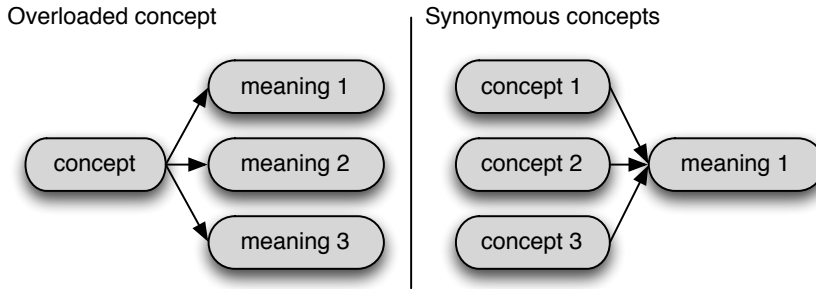 Overloaded concept
concept
meaning 1
meaning 2
meaning 3
Synonymous concepts
concept 1
concept 2
concept 3
meaning 1